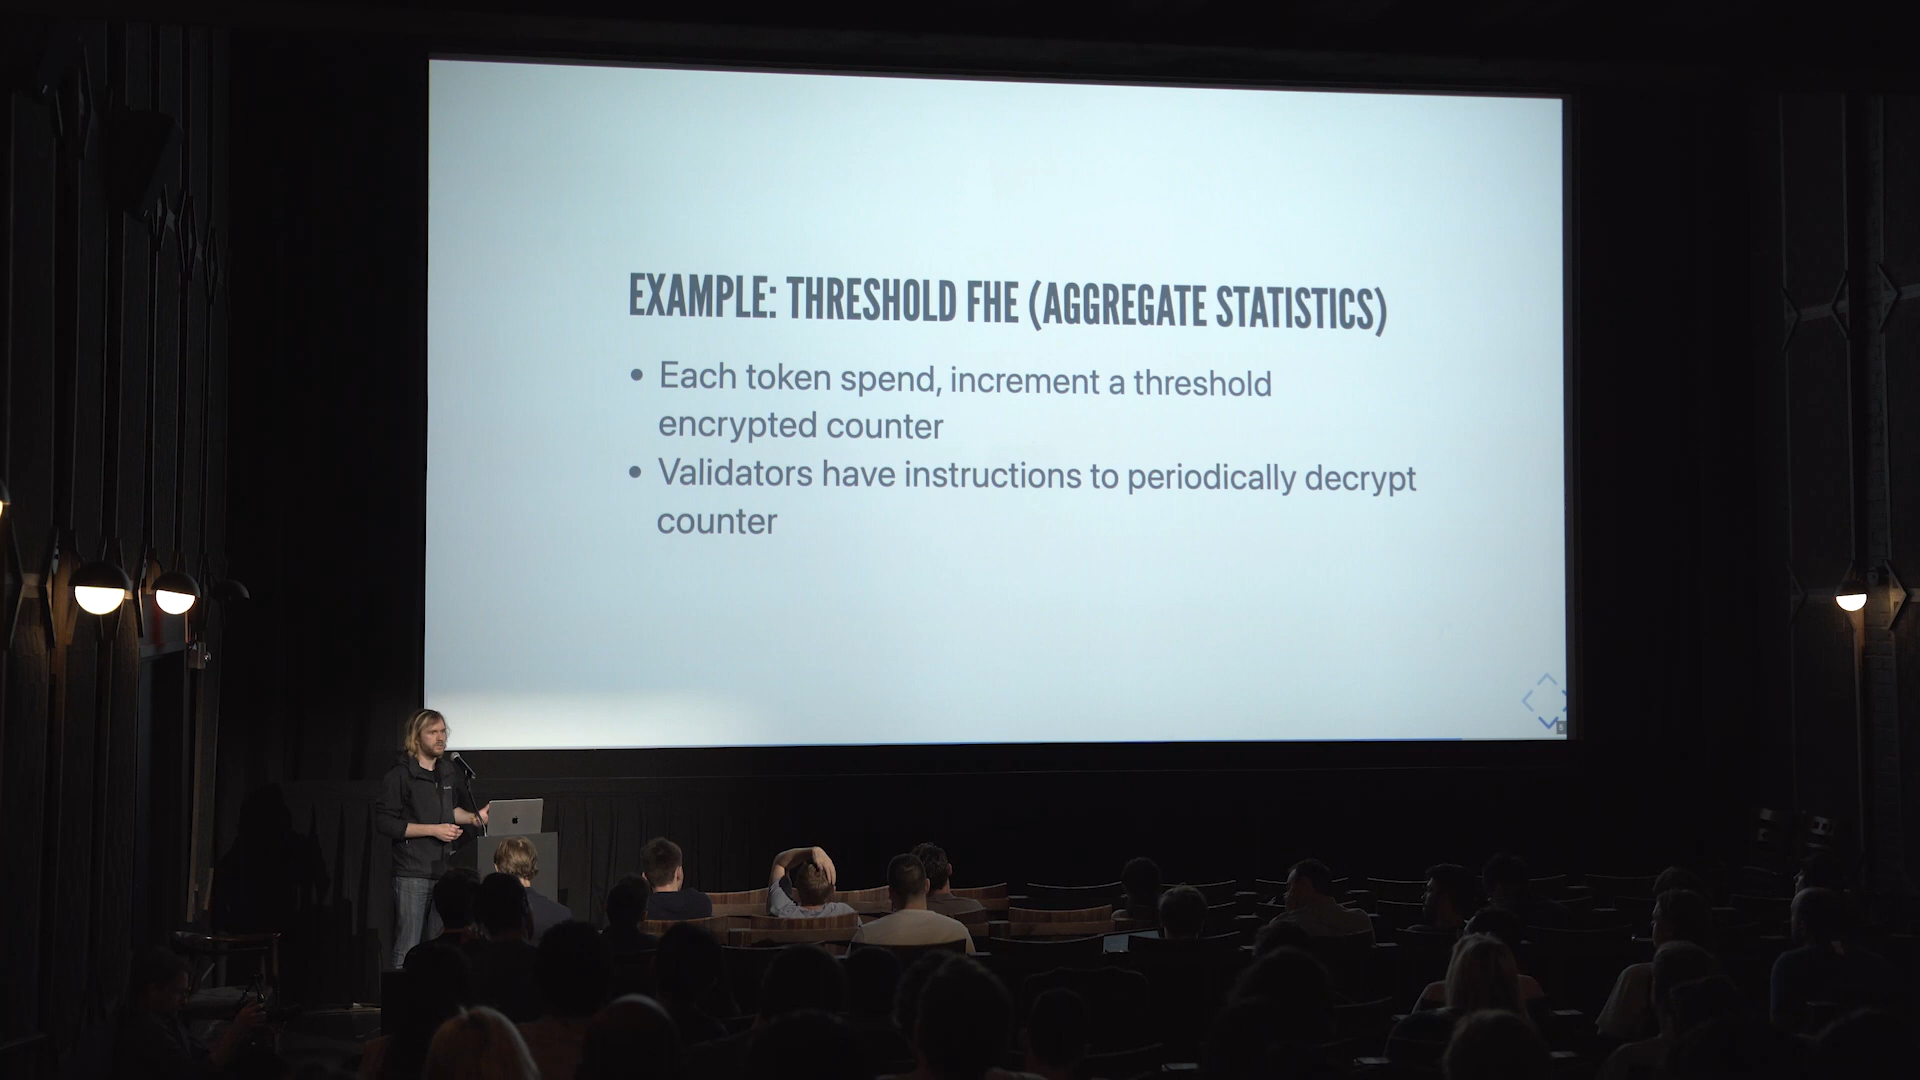 EXAMPLE: THRESHOLD FHE (AGGREGATE STATISTICS)
• Each token spend, increment a threshold
encrypted counter
• Validators have instructions to periodically decrypt
counter